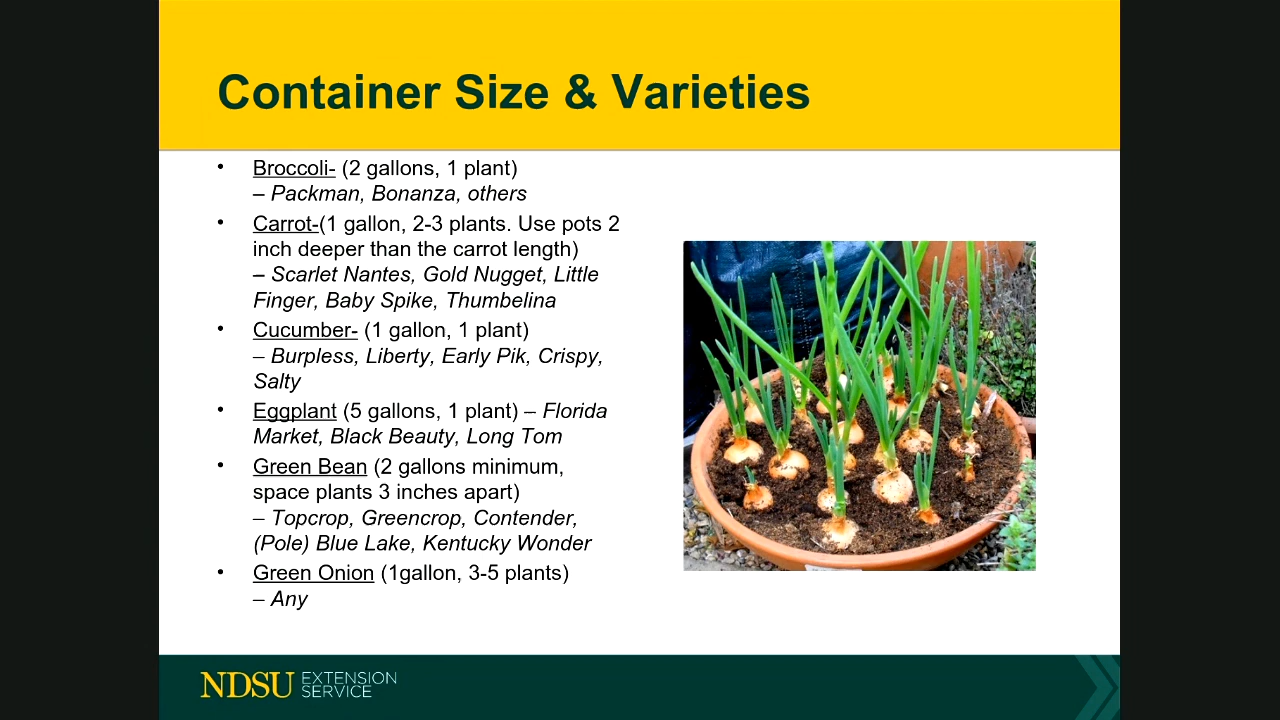 Container Size & Varieties
• Broccoli- (2 gallons, 1 plant)
– Packman, Bonanza, others
• Carrot-(1 gallon, 2-3 plants. Use pots 2
inch deeper than the carrot length)
– Scarlet Nantes, Gold Nugget, Little
Finger, Baby Spike, Thumbelina
• Cucumber- (1 gallon, 1 plant)
– Burpless, Liberty, Early Pik, Crispy,
Salty
• Eggplant (5 gallons, 1 plant) – Florida
Market, Black Beauty, Long Tom
• Green Bean (2 gallons minimum,
space plants 3 inches apart)
– Topcrop, Greencrop, Contender,
(Pole) Blue Lake, Kentucky Wonder
• Green Onion (1gallon, 3-5 plants)
– Any
NDSU EXTENSION
SERVICE